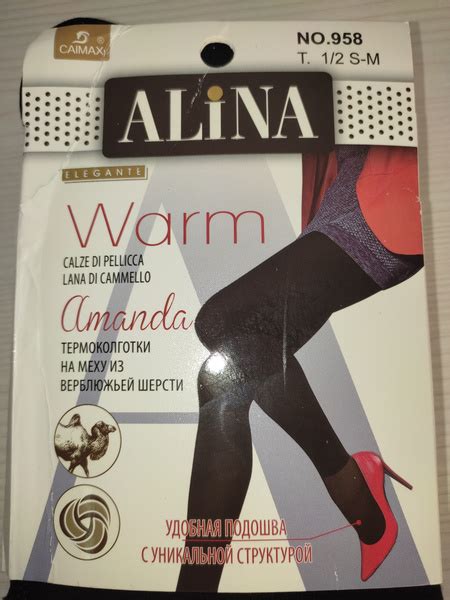 CAIMAX
NO.958
T. 1/2 S-M
ALiNA
ELEGANTE
Warm
CALZE DI PELLICCA
LANA DI CAMMELLO
Amanda
ТЕРМОКОЛГОТКИ
НА МЕХУ ИЗ
ВЕРБЛЮЖЬЕЙ ШЕРСТИ
УДОБНАЯ ПОДОШВА
С УНИКАЛЬНОЙ СТРУКТУРОЙ